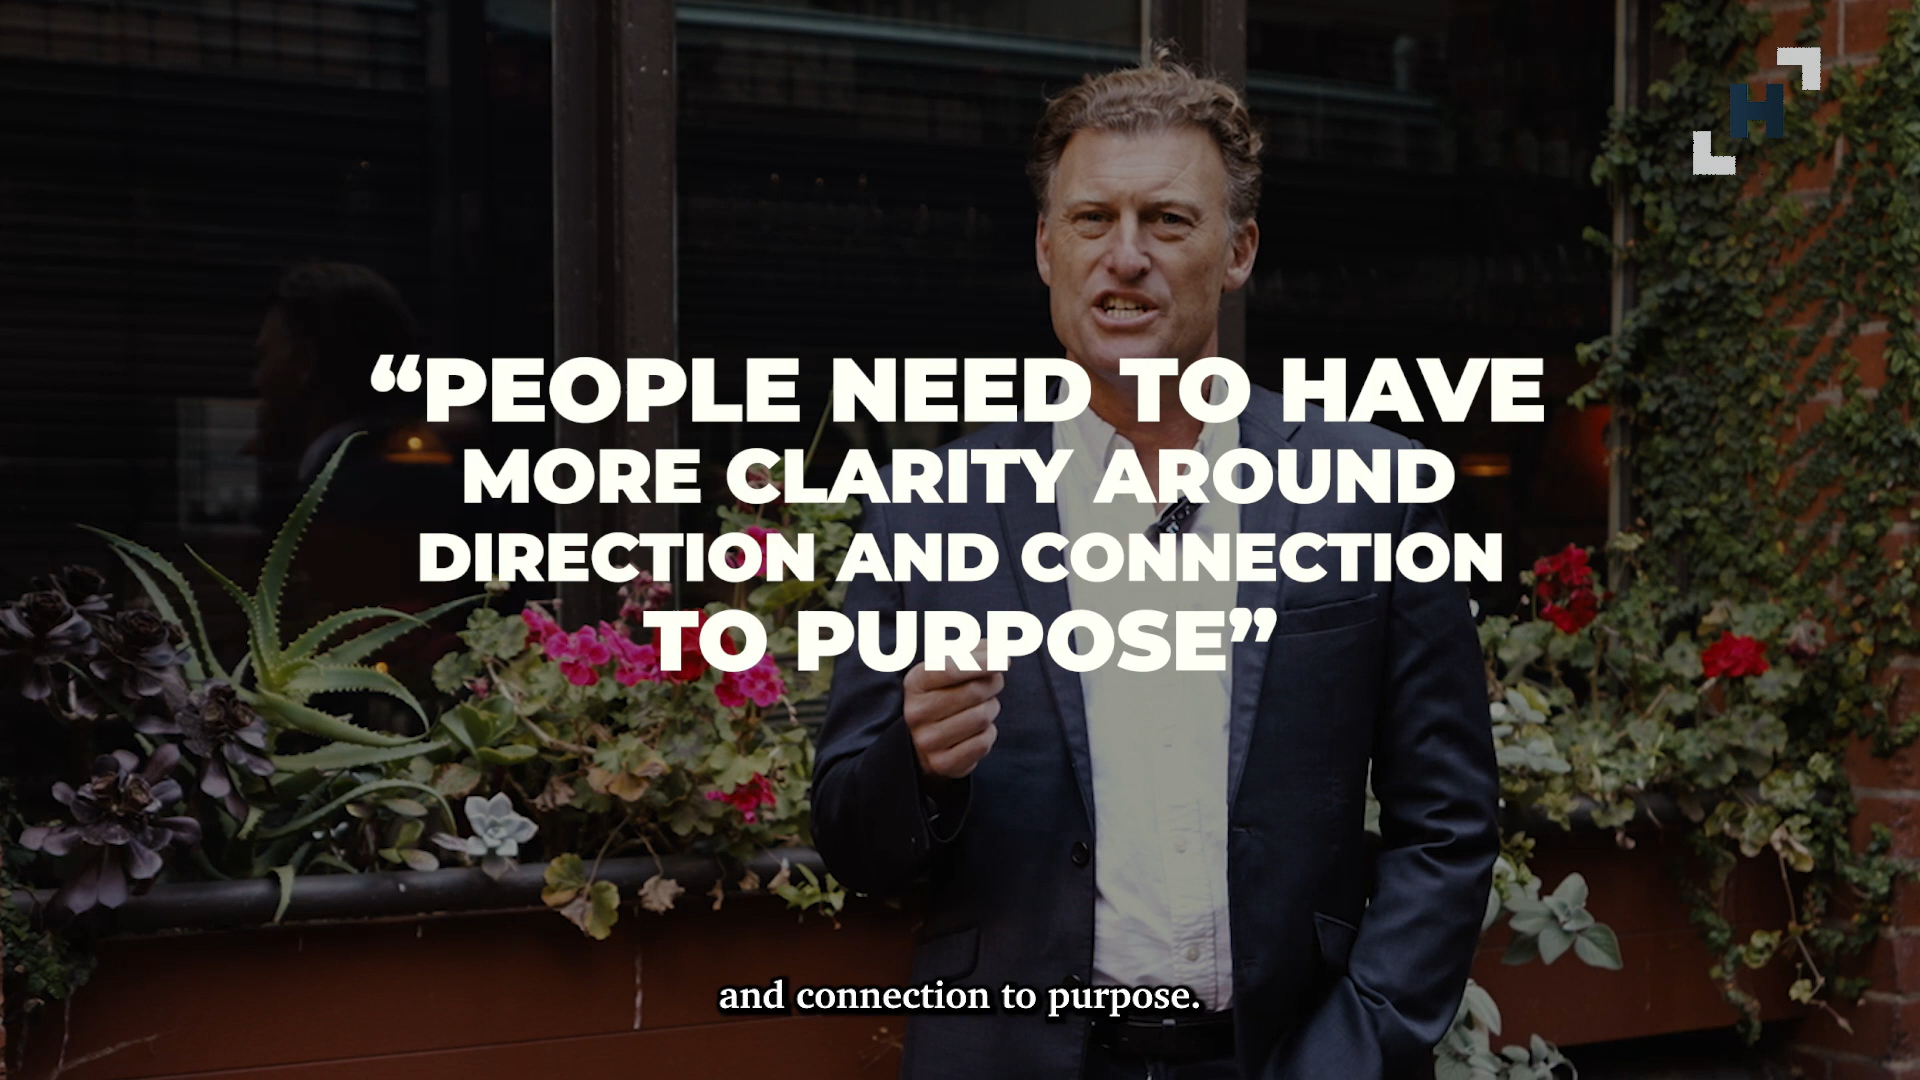 H
“PEOPLE NEED TO HAVE
MORE CLARITY AROUND
DIRECTION AND CONNECTION
TO PURPOSE”
and connection to purpose.